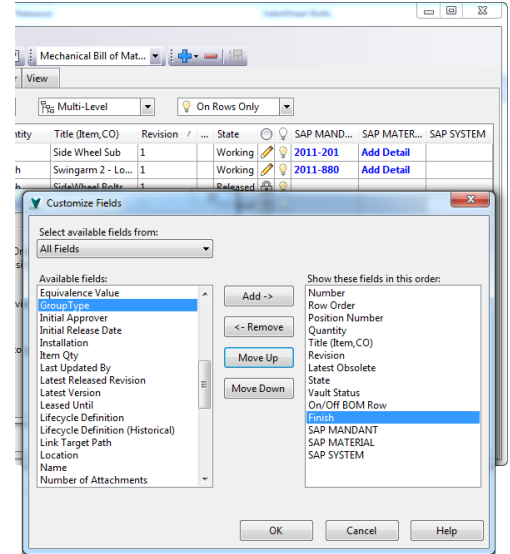 Mechanical Bill of Mat...
View
Multi-Level
On Rows Only
Title (Item,CO) Revision / ... State SAP MAND... SAP MATER... SAP SYSTEM
Side Wheel Sub 1 Working 2011-201 Add Detail
h Swingarm 2 - Lo... 1 Working 2011-880 Add Detail
h SideWheel Boltr 1 Released
Customize Fields
Select available fields from:
All Fields
Available fields:
Equivalence Value
GroupType
Initial Approver
Initial Release Date
Installation
Item Qty
Last Updated By
Latest Released Revision
Latest Version
Leased Until
Lifecycle Definition
Lifecycle Definition (Historical)
Link Target Path
Location
Name
Number of Attachments
Add ->
<- Remove
Move Up
Move Down
Show these fields in this order:
Number
Row Order
Position Number
Quantity
Title (Item,CO)
Revision
Latest Obsolete
State
Vault Status
On/Off BOM Row
Finish
SAP MANDANT
SAP MATERIAL
SAP SYSTEM
OK
Cancel
Help